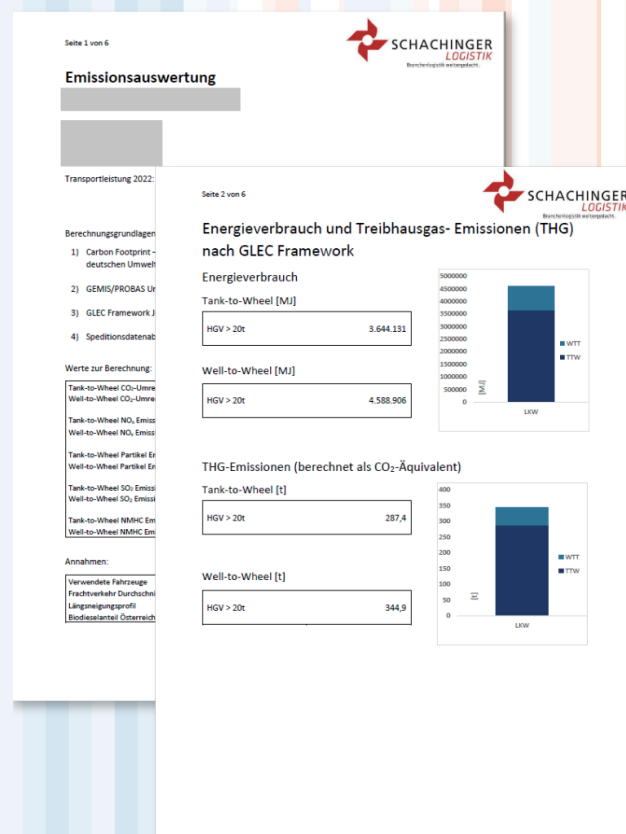 Seite 1 von 6
SCHACHINGER
LOGISTIK
Branchenlogistik weitergedacht.
Emissionsauswertung
Transportleistung 2022:
Berechnungsgrundlagen
1) Carbon Footprint –
deutschen Umwelt
2) GEMIS/PROBAS
3) GLEC Framework
4) Speditionsdatenab
Werte zur Berechnung:
Tank-to-Wheel CO₂-Umre
Well-to-Wheel CO₂-Umre
Tank-to-Wheel NOₓ Emiss
Well-to-Wheel NOₓ Emiss
Tank-to-Wheel Partikel Er
Well-to-Wheel Partikel En
Tank-to-Wheel SO₂ Emissi
Well-to-Wheel SO₂ Emissi
Tank-to-Wheel NMHC Em
Well-to-Wheel NMHC Em
Annahmen:
Verwendete Fahrzeuge
Frachtverkehr Durchschni
Längsneigungsprofil
Biodieselanteil Österreich
Seite 2 von 6
SCHACHINGER
LOGISTIK
Branchenlogistik weitergedacht.
Energieverbrauch und Treibhausgas- Emissionen (THG)
nach GLEC Framework
Energieverbrauch
Tank-to-Wheel [MJ]
HGV > 20t 3.644.131
Well-to-Wheel [MJ]
HGV > 20t 4.588.906
5000000
4500000
4000000
3500000
3000000
2500000
2000000
1500000
1000000
500000
0
[MJ]
LKW
WTT
TTW
THG-Emissionen (berechnet als CO₂-Äquivalent)
Tank-to-Wheel [t]
HGV > 20t 287,4
Well-to-Wheel [t]
HGV > 20t 344,9
400
350
300
250
200
150
100
50
0
[t]
LKW
WTT
TTW